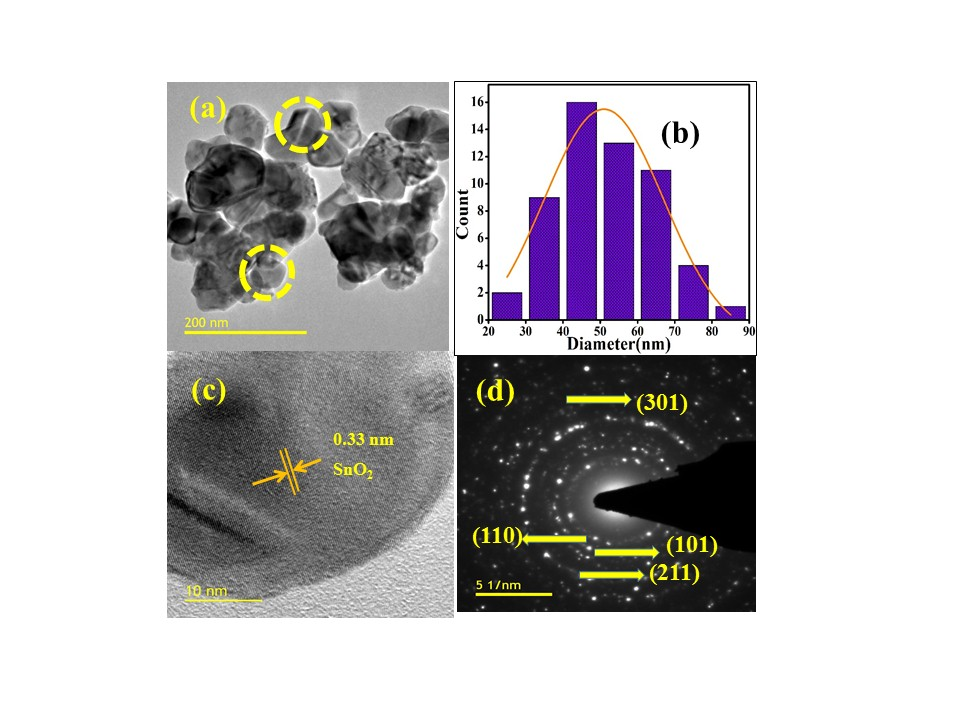 (a)
200 nm
(b)
Count
16
14
12
10
8
6
4
2
0
20 30 40 50 60 70 80 90
Diameter(nm)
(c)
0.33 nm
SnO₂
10 nm
(d)
(301)
(110)
(101)
(211)
5 1/nm